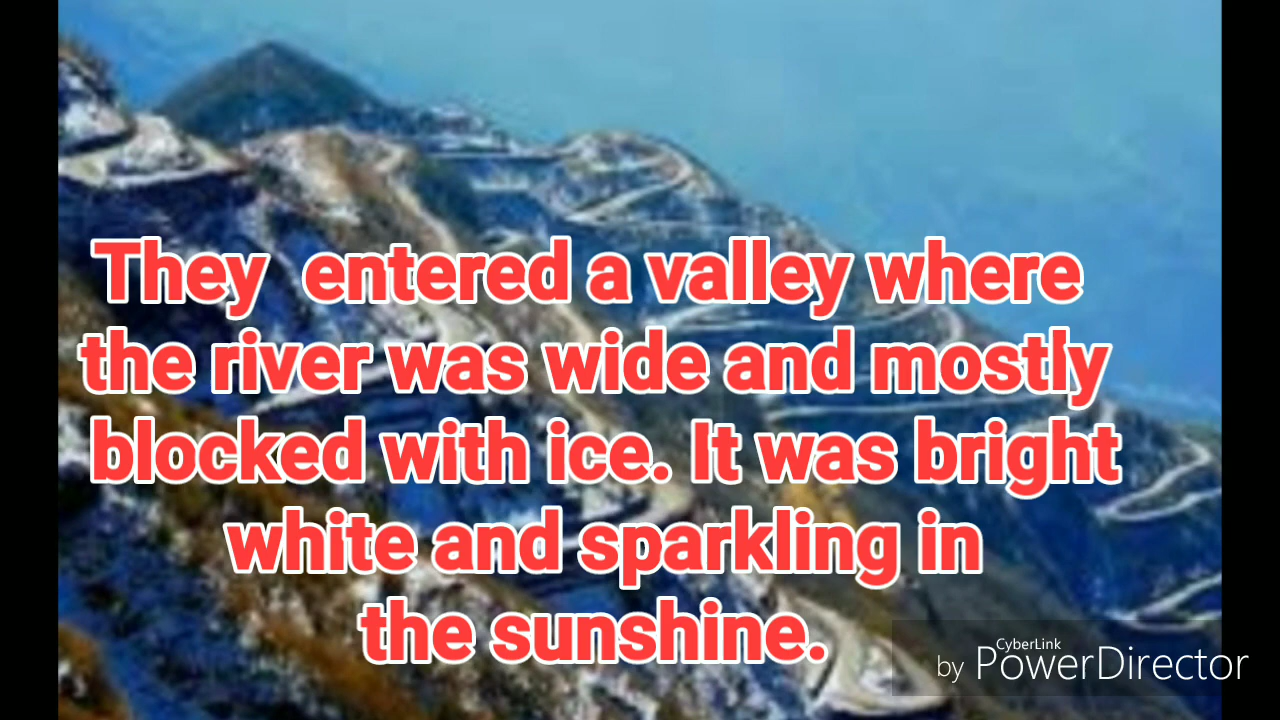 They  entered a valley where
the river was wide and mostly
blocked with ice. It was bright
white and sparkling in
the sunshine.
CyberLink
by PowerDirector